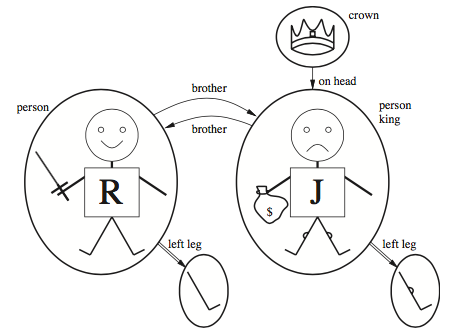 crown
on head
person
brother
person
king
brother
R
J
$
left leg
left leg